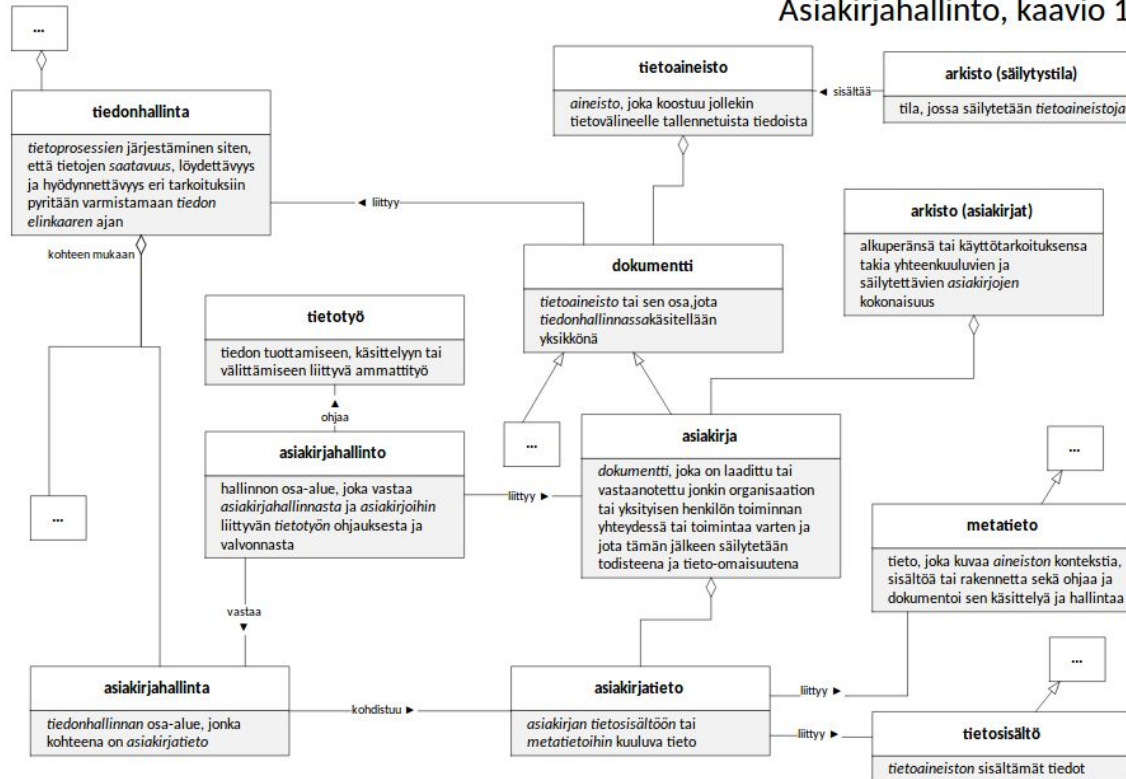 Asiakirjahallinto, kaavio 1
...
tiedonhallinta
tietoprosessien järjestäminen siten,
että tietojen saatavuus, löydettävyys
ja hyödynnettävyys eri tarkoituksiin
pyritään varmistamaan tiedon
elinkaaren ajan
kohteen mukaan
tietoaineisto
aineisto, joka koostuu jollekin
tietovälineelle tallennetuista tiedoista
◄ sisältää
arkisto (säilytystila)
tila, jossa säilytetään tietoaineistoja
◄ liittyy
arkisto (asiakirjat)
alkuperänsä tai käyttötarkoituksensa
takia yhteenkuuluvien ja
säilytettävien asiakirjojen
kokonaisuus
dokumentti
tietoaineisto tai sen osa,jota
tiedonhallinnassakäsitellään
yksikkönä
tietotyö
tiedon tuottamiseen, käsittelyyn tai
välittämiseen liittyvä ammattityö
▲
ohjaa
asiakirjahallinto
hallinnon osa-alue, joka vastaa
asiakirjahallinnasta ja asiakirjoihin
liittyvän tietotyön ohjauksesta ja
valvonnasta
liittyy ►
...
asiakirja
dokumentti, joka on laadittu tai
vastaanotettu jonkin organisaation
tai yksityisen henkilön toiminnan
yhteydessä tai toimintaa varten ja
jota tämän jälkeen säilytetään
todisteena ja tieto-omaisuutena
...
metatieto
tieto, joka kuvaa aineiston kontekstia,
sisältöä tai rakennetta sekä ohjaa ja
dokumentoi sen käsittelyä ja hallintaa
...
vastaa
▼
asiakirjahallinta
tiedonhallinnan osa-alue, jonka
kohteena on asiakirjatieto
kohdistuu ►
asiakirjatieto
asiakirjan tietosisältöön tai
metatietoihin kuuluva tieto
liittyy ►
liittyy ►
...
tietosisältö
tietoaineiston sisältämät tiedot